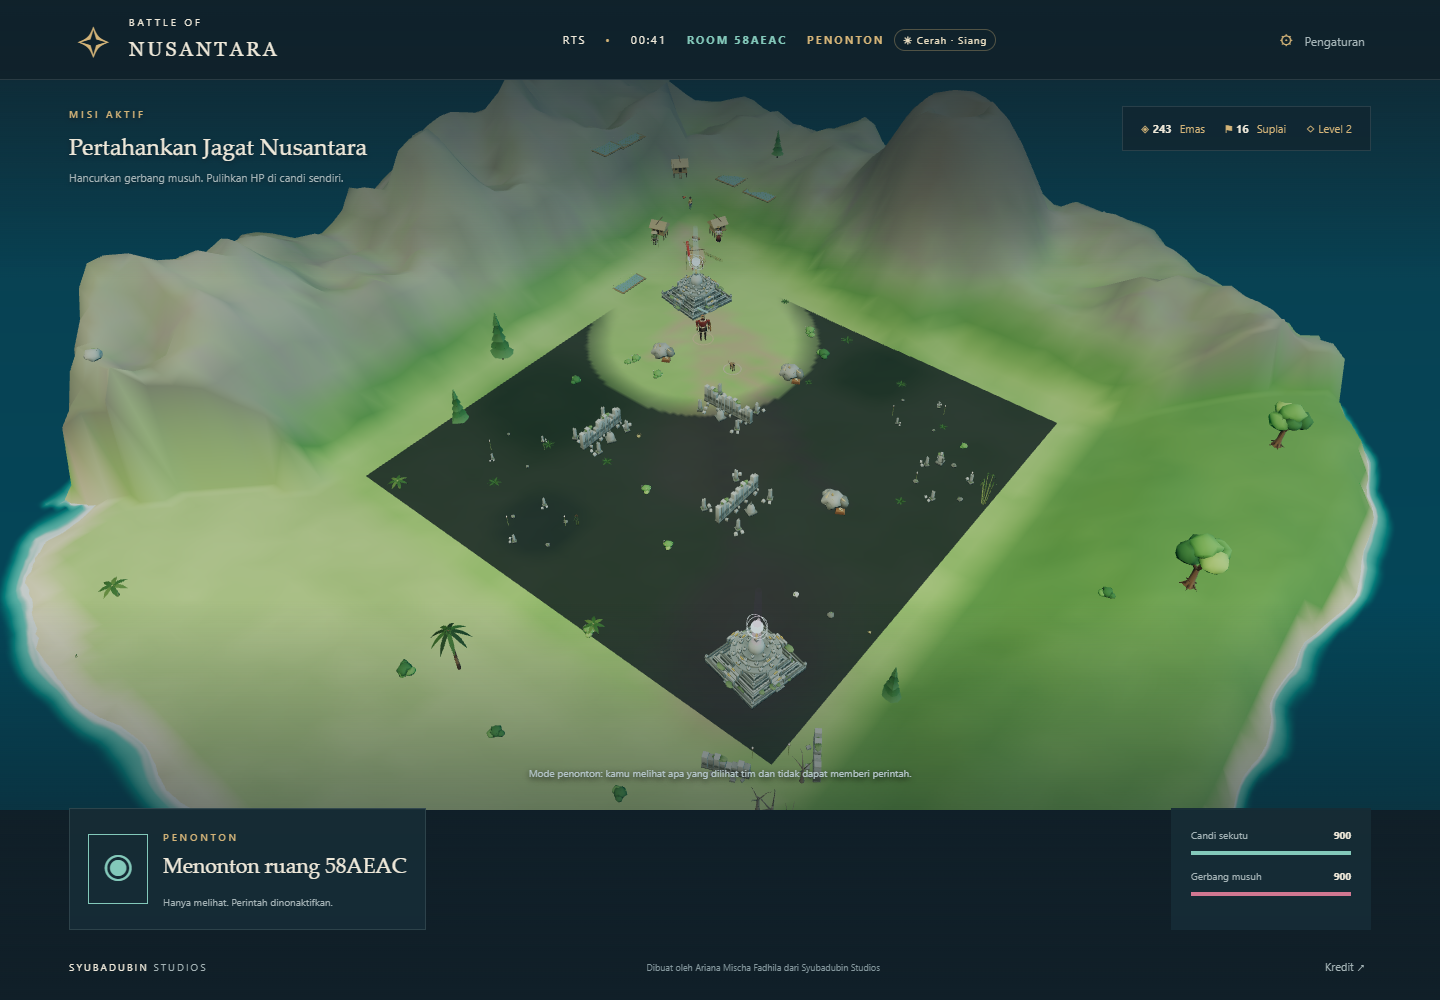 BATTLE OF
NUSANTARA
RTS • 00:41 ROOM 58AEAC PENONTON Cerah · Siang
Pengaturan
MISI AKTIF
Pertahankan Jagat Nusantara
Hancurkan gerbang musuh. Pulihkan HP di candi sendiri.
243 Emas 16 Suplai Level 2
Mode penonton: kamu melihat apa yang dilihat tim dan tidak dapat memberi perintah.
PENONTON
Menonton ruang 58AEAC
Hanya melihat. Perintah dinonaktifkan.
Candi sekutu 900
Gerbang musuh 900
SYUBADUBIN STUDIOS
Dibuat oleh Ariana Mischa Fadhila dari Syubadubin Studios
Kredit ↗